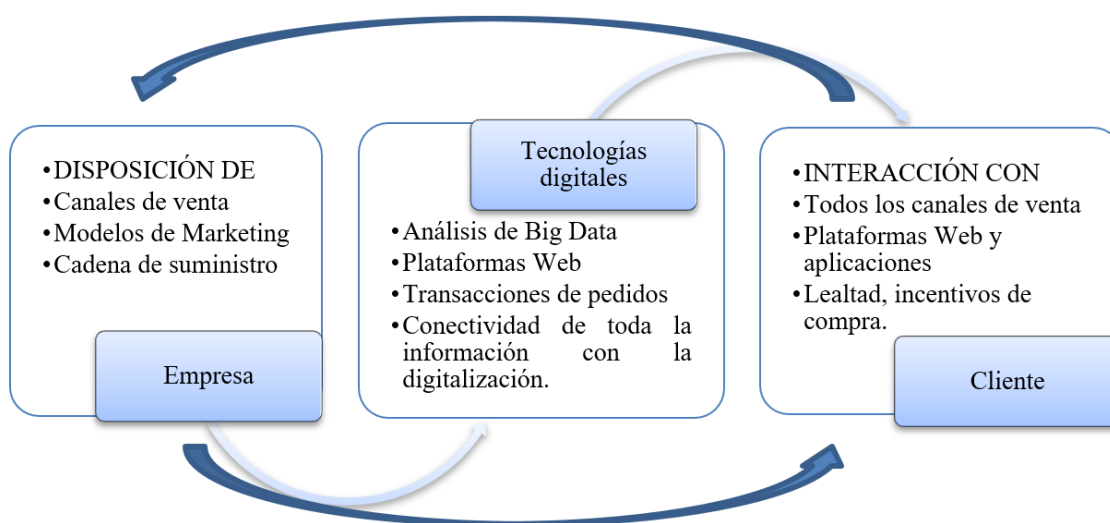 •DISPOSICIÓN DE
•Canales de venta
•Modelos de Marketing
•Cadena de suministro
Empresa
Tecnologías
digitales
•Análisis de Big Data
•Plataformas Web
•Transacciones de pedidos
•Conectividad de toda la
información con la
digitalización.
•INTERACCIÓN CON
•Todos los canales de venta
•Plataformas Web y
aplicaciones
•Lealtad, incentivos de
compra.
Cliente